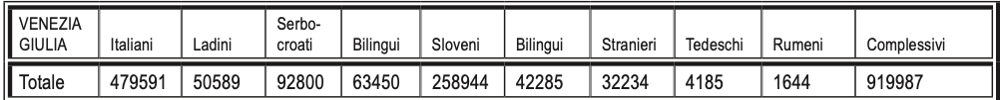 VENEZIA GIULIA Italiani Ladini Serbo-croati Bilingui Sloveni Bilingui Stranieri Tedeschi Rumeni Complessivi
Totale 479591 50589 92800 63450 258944 42285 32234 4185 1644 919987